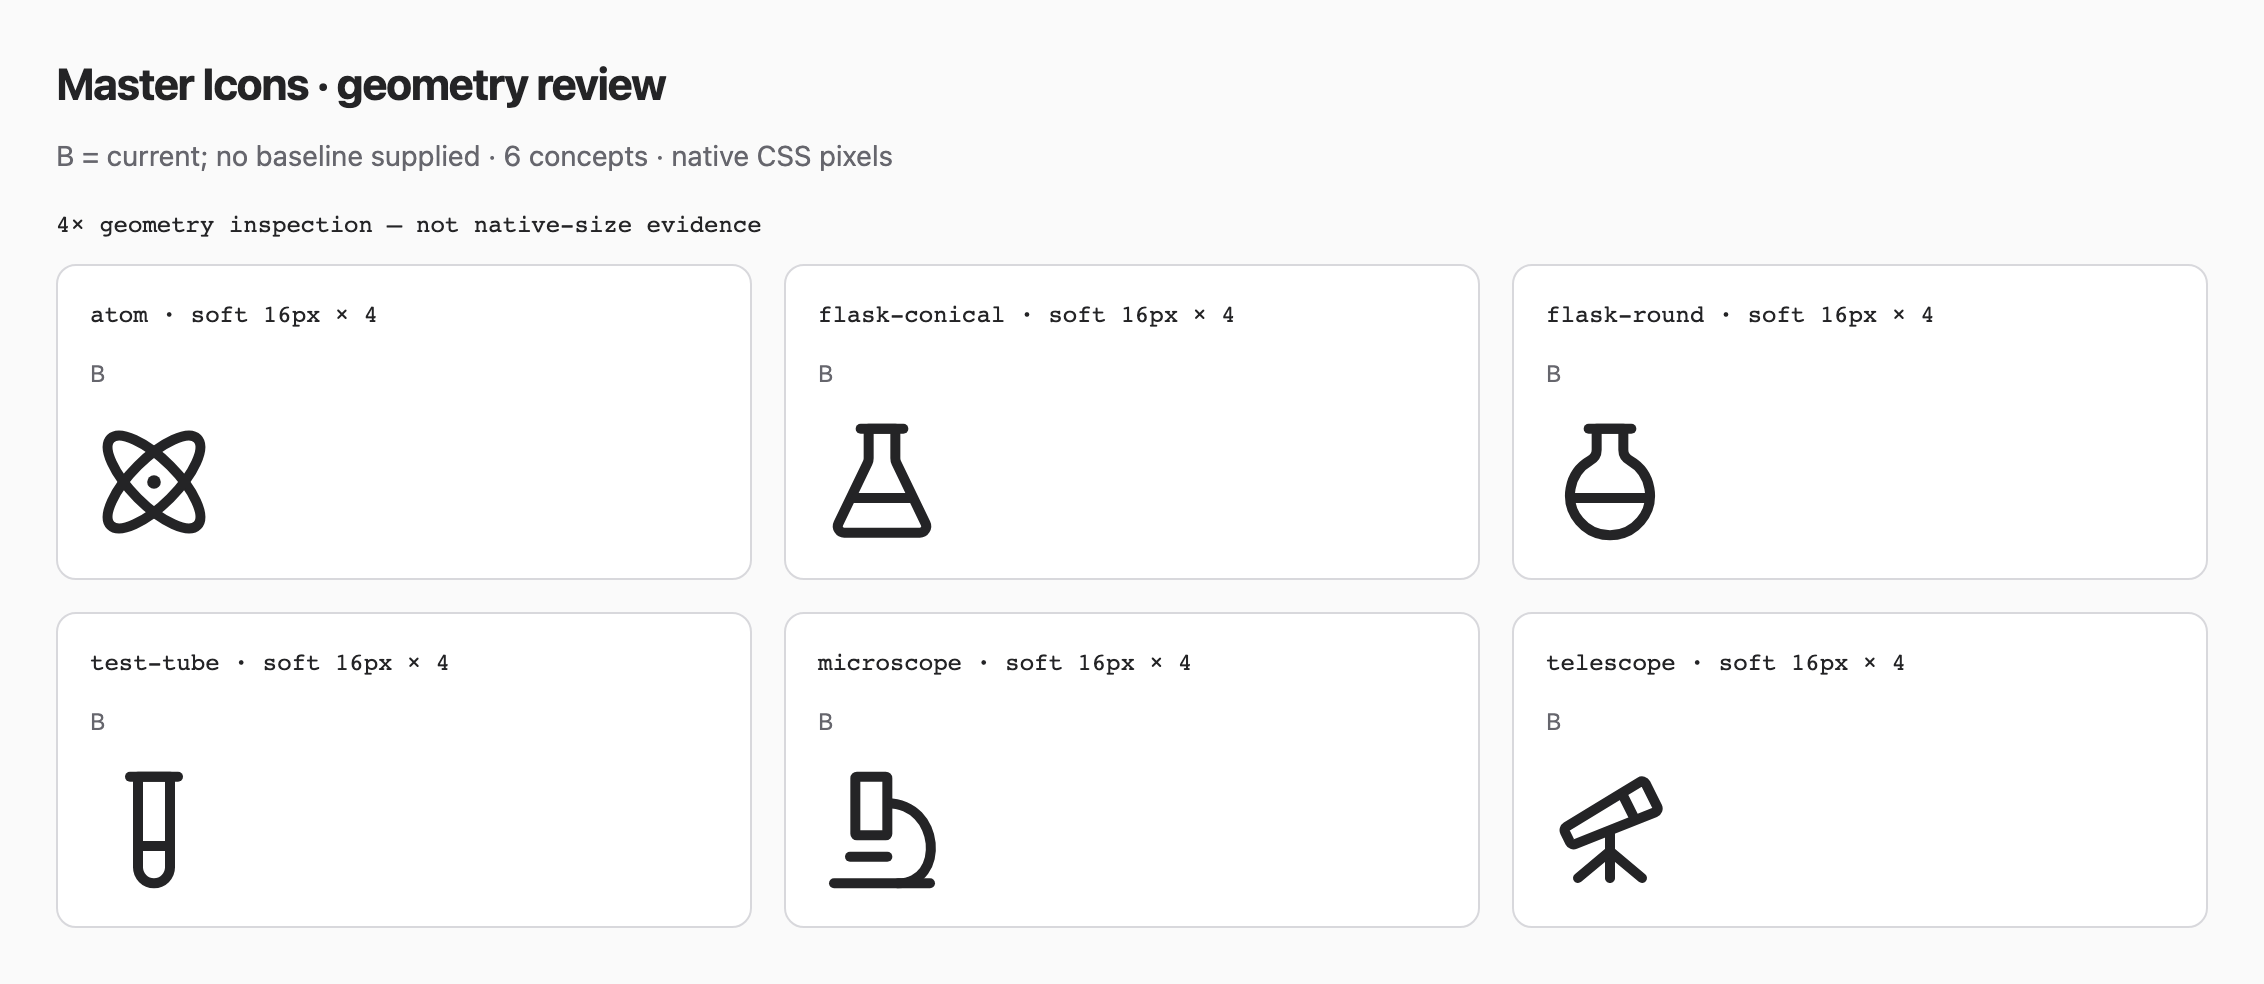 Master Icons · geometry review
B = current; no baseline supplied · 6 concepts · native CSS pixels
4× geometry inspection — not native-size evidence
atom · soft 16px × 4
B
flask-conical · soft 16px × 4
B
flask-round · soft 16px × 4
B
test-tube · soft 16px × 4
B
microscope · soft 16px × 4
B
telescope · soft 16px × 4
B